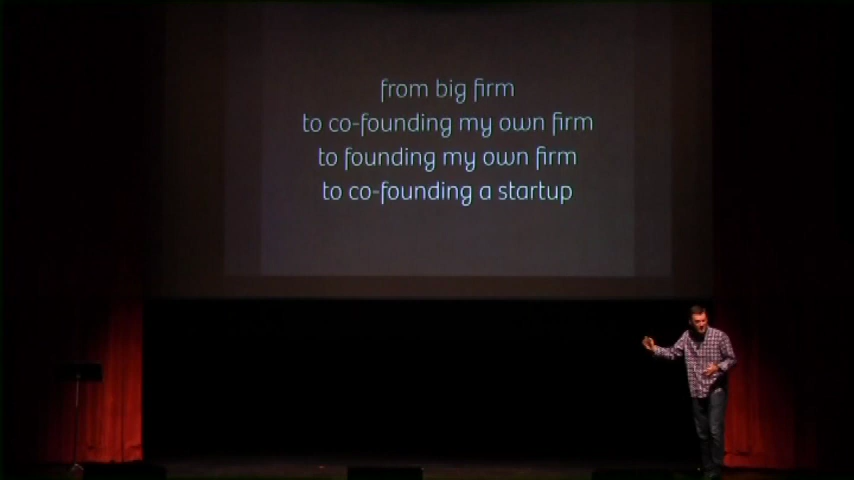 from big firm
to co-founding my own firm
to founding my own firm
to co-founding a startup